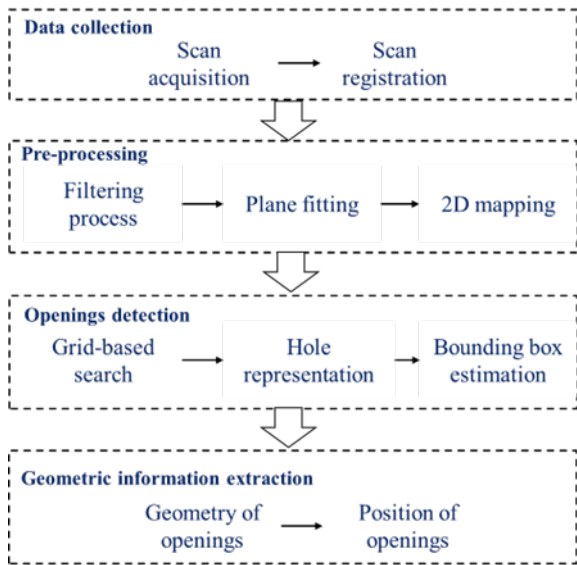 Data collection
Scan
acquisition
Scan
registration
Pre-processing
Filtering
process
Plane fitting
2D mapping
Openings detection
Grid-based
search
Hole
representation
Bounding box
estimation
Geometric information extraction
Geometry of
openings
Position of
openings